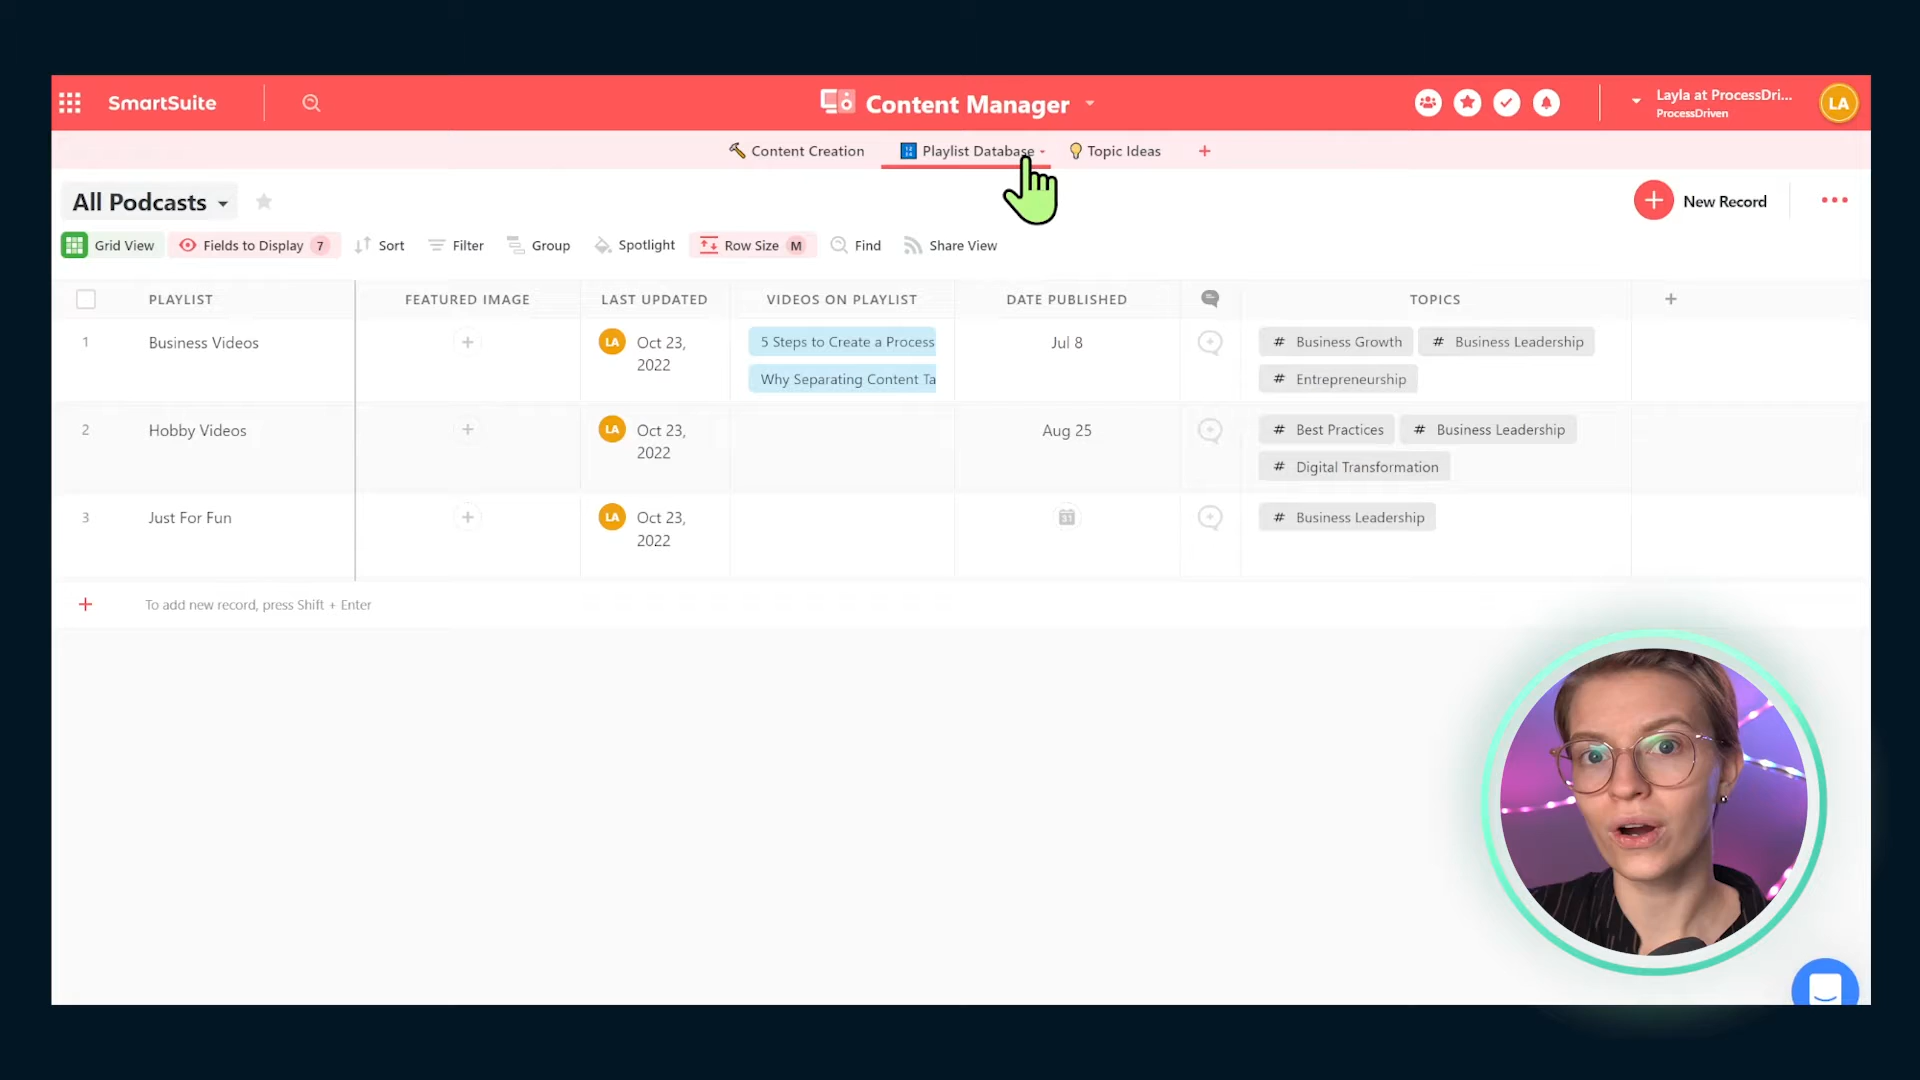 SmartSuite
Content Manager
Layla at ProcessDri...
ProcessDriven
LA
Content Creation
Playlist Database
Topic Ideas
All Podcasts
New Record
Grid View
Fields to Display 7
Sort
Filter
Group
Spotlight
Row Size M
Find
Share View
PLAYLIST
FEATURED IMAGE
LAST UPDATED
VIDEOS ON PLAYLIST
DATE PUBLISHED
TOPICS
1
Business Videos
LA
Oct 23,
2022
5 Steps to Create a Process
Why Separating Content Ta
Jul 8
# Business Growth
# Business Leadership
# Entrepreneurship
2
Hobby Videos
LA
Oct 23,
2022
Aug 25
# Best Practices
# Business Leadership
# Digital Transformation
3
Just For Fun
LA
Oct 23,
2022
31
# Business Leadership
To add new record, press Shift + Enter